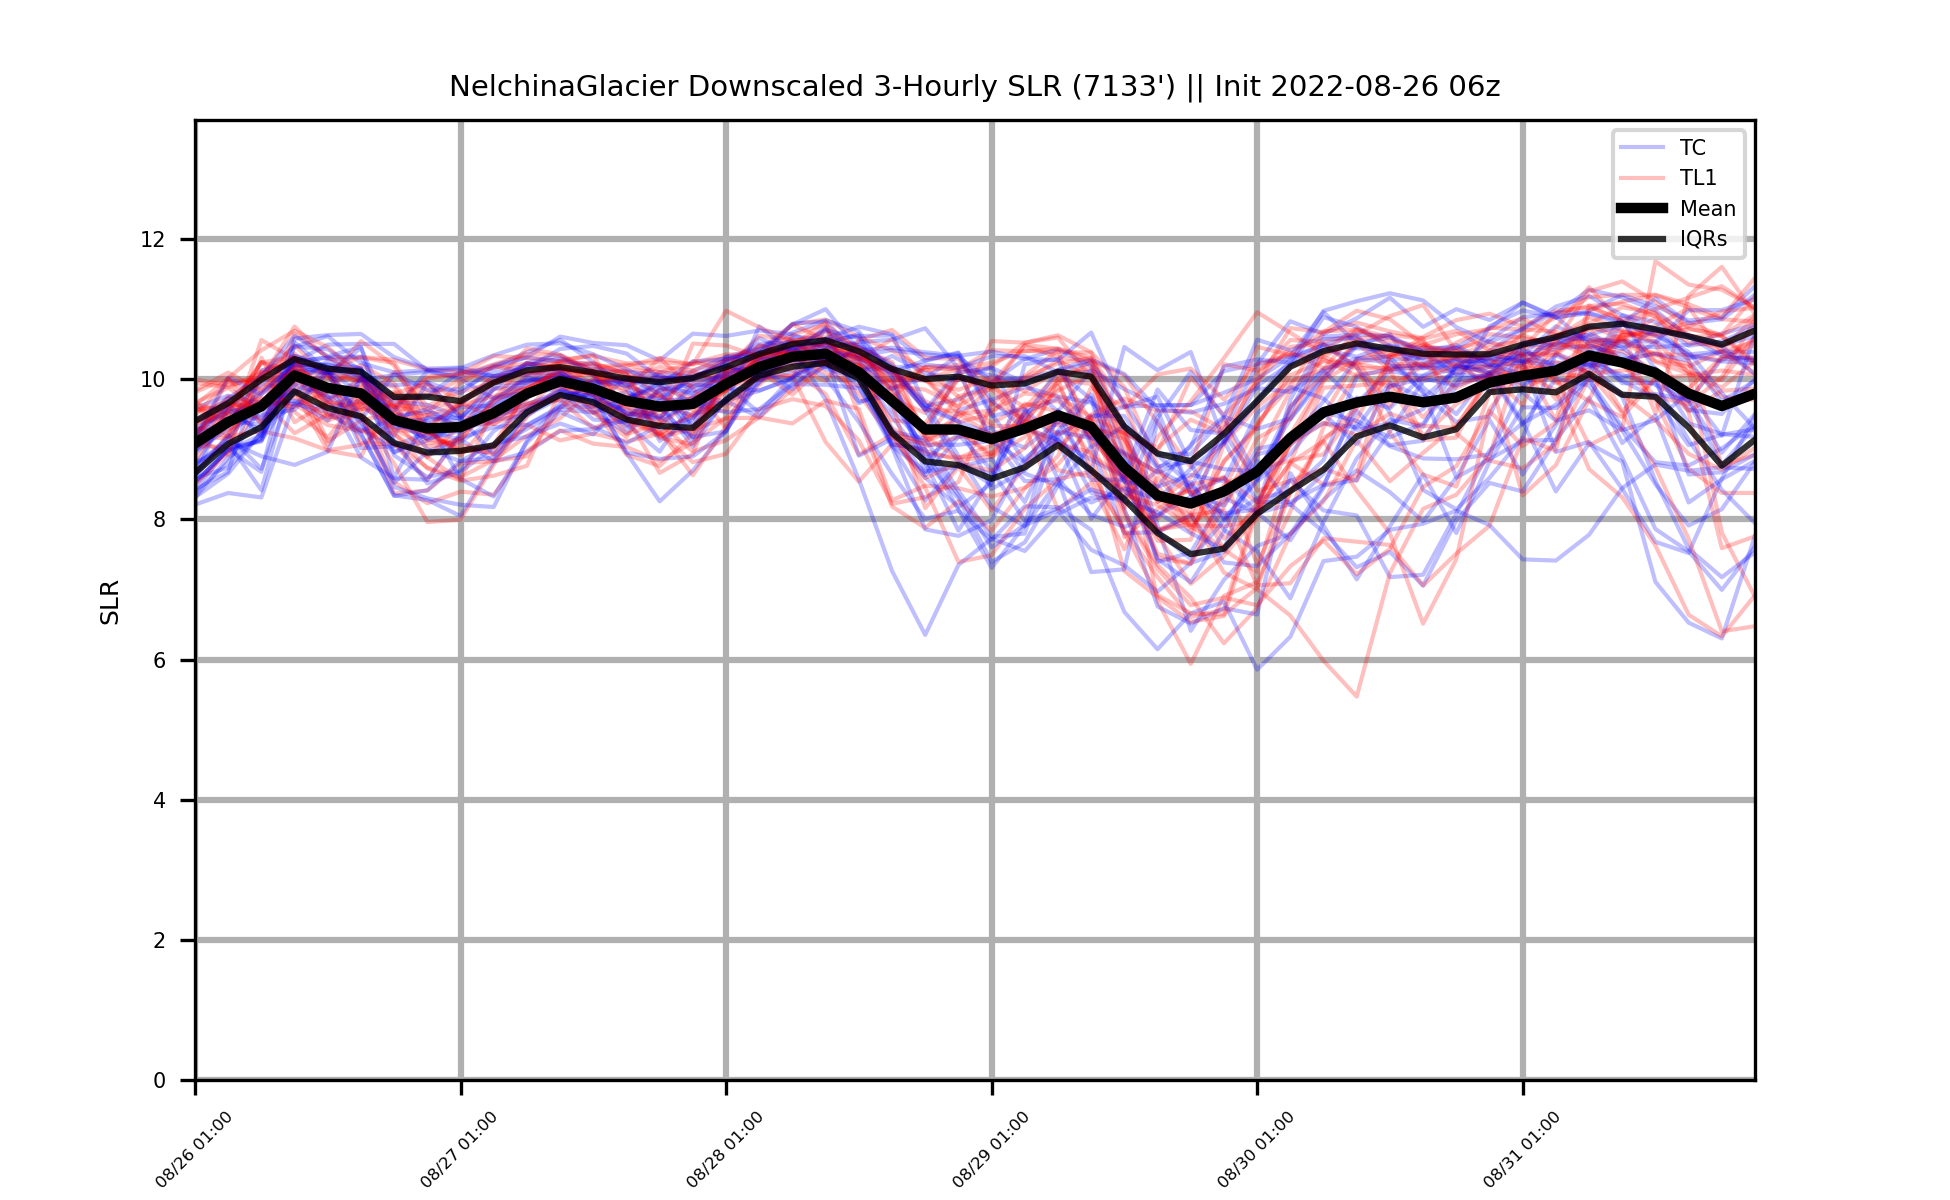 NelchinaGlacier Downscaled 3-Hourly SLR (7133') || Init 2022-08-26 06z
TC
TL1
Mean
IQRs
12
10
8
6
4
2
0
SLR
08/26 01:00
08/27 01:00
08/28 01:00
08/29 01:00
08/30 01:00
08/31 01:00